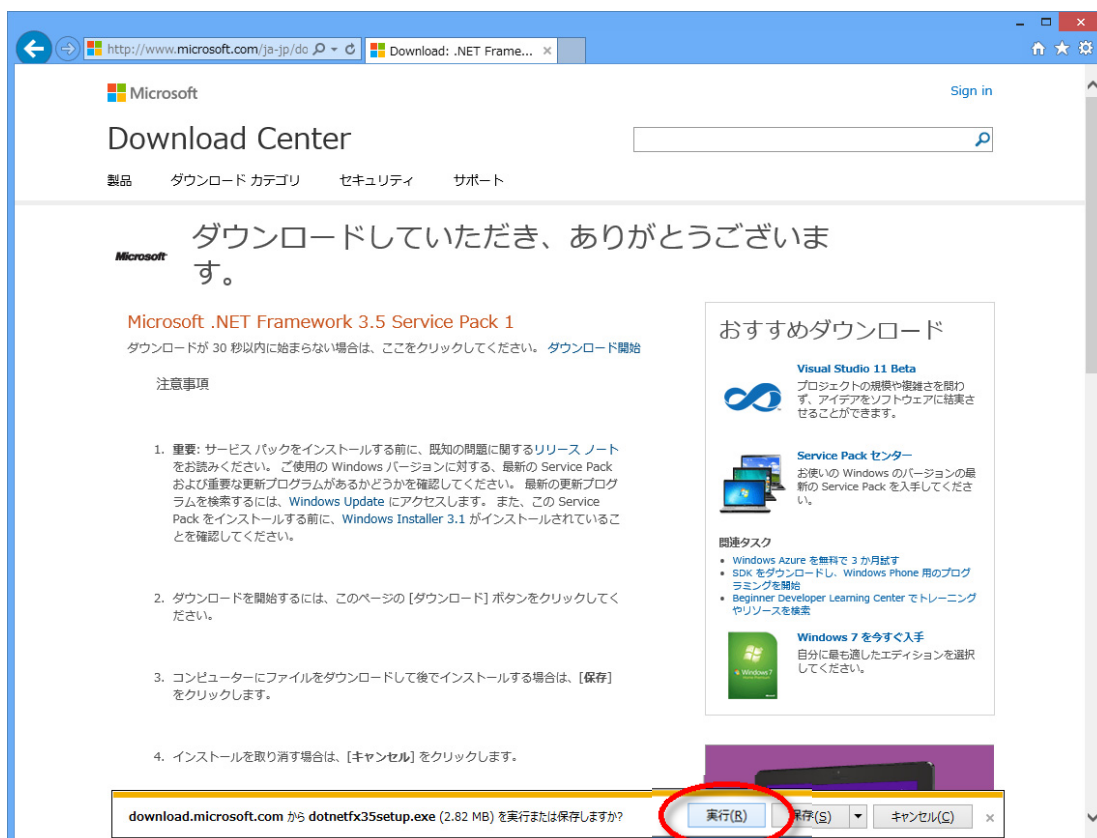 http://www.microsoft.com/ja-jp/do
Download: .NET Frame...
Microsoft
Sign in
Download Center
製品 ダウンロード カテゴリ セキュリティ サポート
Microsoft
ダウンロードしていただき、ありがとうございま
す。
Microsoft .NET Framework 3.5 Service Pack 1
ダウンロードが 30 秒以内に始まらない場合は、ここをクリックしてください。 ダウンロード開始
注意事項
1. 重要: サービス パックをインストールする前に、既知の問題に関するリリース ノート
をお読みください。 ご使用の Windows バージョンに対する、最新の Service Pack
および重要な更新プログラムがあるかどうかを確認してください。 最新の更新プログ
ラムを検索するには、Windows Update にアクセスします。 また、この Service
Pack をインストールする前に、Windows Installer 3.1 がインストールされているこ
とを確認してください。
2. ダウンロードを開始するには、このページの [ダウンロード] ボタンをクリックしてく
ださい。
3. コンピューターにファイルをダウンロードして後でインストールする場合は、[保存]
をクリックします。
4. インストールを取り消す場合は、[キャンセル] をクリックします。
おすすめダウンロード
Visual Studio 11 Beta
プロジェクトの規模や複雑さを問わ
ず、アイデアをソフトウェアに結実さ
せることができます。
Service Pack センター
お使いの Windows のバージョンの最
新の Service Pack を入手してくださ
い。
関連タスク
• Windows Azure を無料で 3 か月試す
• SDK をダウンロードし、Windows Phone 用のプログ
ラミングを開始
• Beginner Developer Learning Center でトレーニング
やリソースを検索
Windows 7 を今すぐ入手
自分に最も適したエディションを選択
してください。
Windows 7
download.microsoft.com から dotnetfx35setup.exe (2.82 MB) を実行または保存しますか?
実行(R) 保存(S) キャンセル(C)